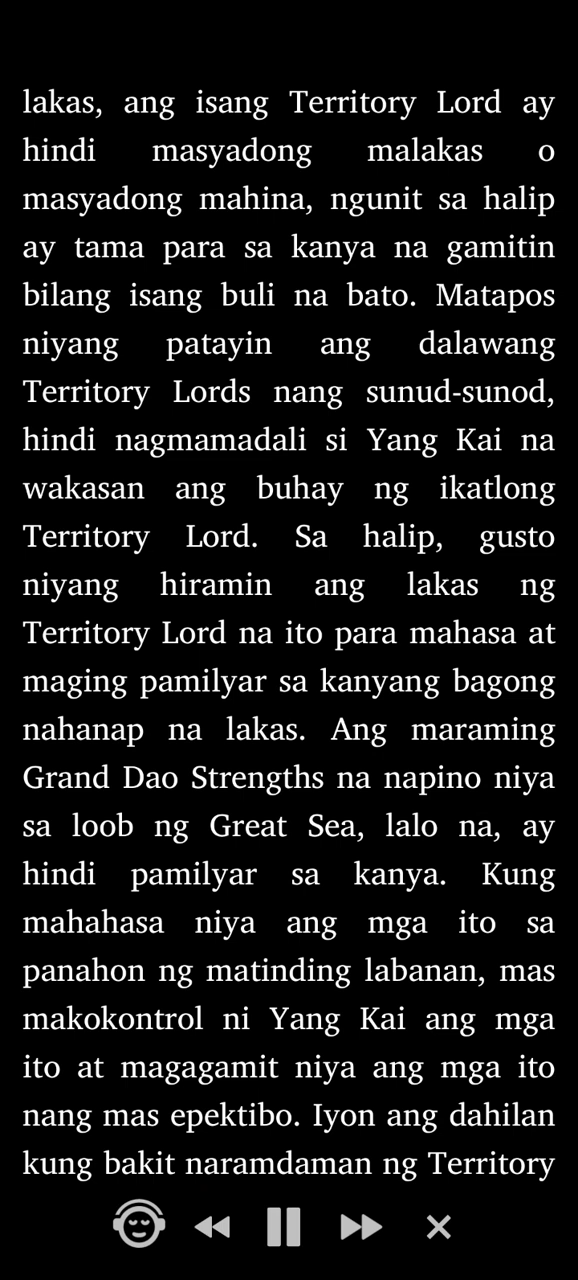 lakas, ang isang Territory Lord ay
hindi masyadong malakas o
masyadong mahina, ngunit sa halip
ay tama para sa kanya na gamitin
bilang isang buli na bato. Matapos
niyang patayin ang dalawang
Territory Lords nang sunud-sunod,
hindi nagmamadali si Yang Kai na
wakasan ang buhay ng ikatlong
Territory Lord. Sa halip, gusto
niyang hiramin ang lakas ng
Territory Lord na ito para mahasa at
maging pamilyar sa kanyang bagong
nahanap na lakas. Ang maraming
Grand Dao Strengths na napino niya
sa loob ng Great Sea, lalo na, ay
hindi pamilyar sa kanya. Kung
mahahasa niya ang mga ito sa
panahon ng matinding labanan, mas
makokontrol ni Yang Kai ang mga
ito at magagamit niya ang mga ito
nang mas epektibo. Iyon ang dahilan
kung bakit naramdaman ng Territory